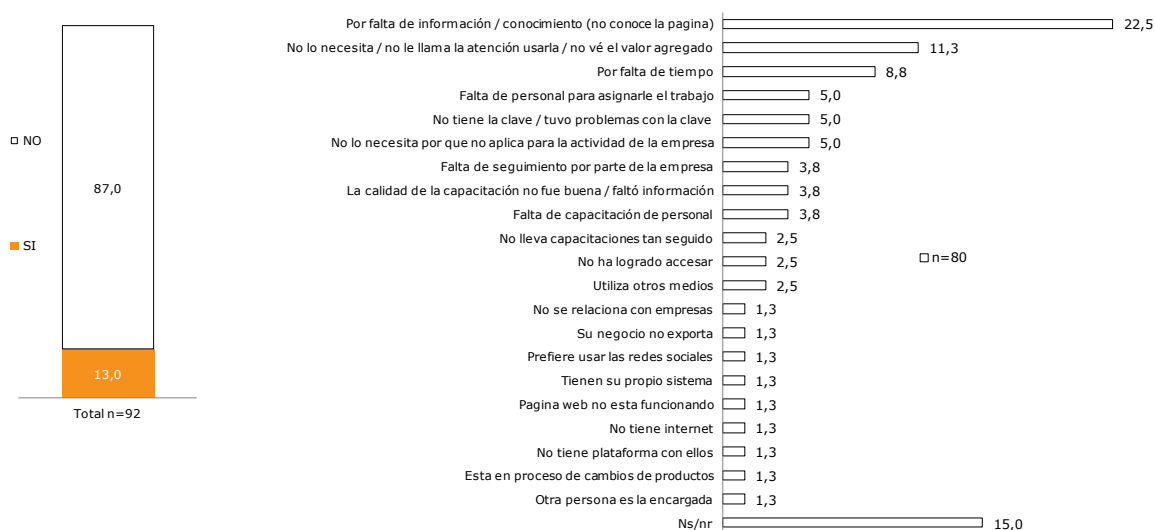 NO
87,0
SI
13,0
Total n=92
Por falta de información / conocimiento (no conoce la pagina) 22,5
No lo necesita / no le llama la atención usarla / no vé el valor agregado 11,3
Por falta de tiempo 8,8
Falta de personal para asignarle el trabajo 5,0
No tiene la clave / tuvo problemas con la clave 5,0
No lo necesita por que no aplica para la actividad de la empresa 5,0
Falta de seguimiento por parte de la empresa 3,8
La calidad de la capacitación no fue buena / faltó información 3,8
Falta de capacitación de personal 3,8
No lleva capacitaciones tan seguido 2,5
No ha logrado accesar 2,5
n=80
Utiliza otros medios 2,5
No se relaciona con empresas 1,3
Su negocio no exporta 1,3
Prefiere usar las redes sociales 1,3
Tienen su propio sistema 1,3
Pagina web no esta funcionando 1,3
No tiene internet 1,3
No tiene plataforma con ellos 1,3
Esta en proceso de cambios de productos 1,3
Otra persona es la encargada 1,3
Ns/nr 15,0